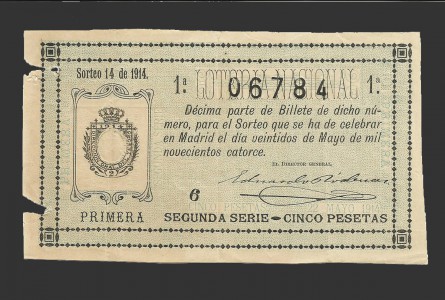 Sorteo 14 de 1914.
LOTERIA NACIONAL
1.ª 06784 1.ª
Décima parte de Billete de dicho nú-
mero, para el Sorteo que se ha de celebrar
en Madrid el día veintidos de Mayo de mil
novecientos catorce.
EL DIRECTOR GENERAL,
6
PRIMERA
SEGUNDA SERIE - CINCO PESETAS